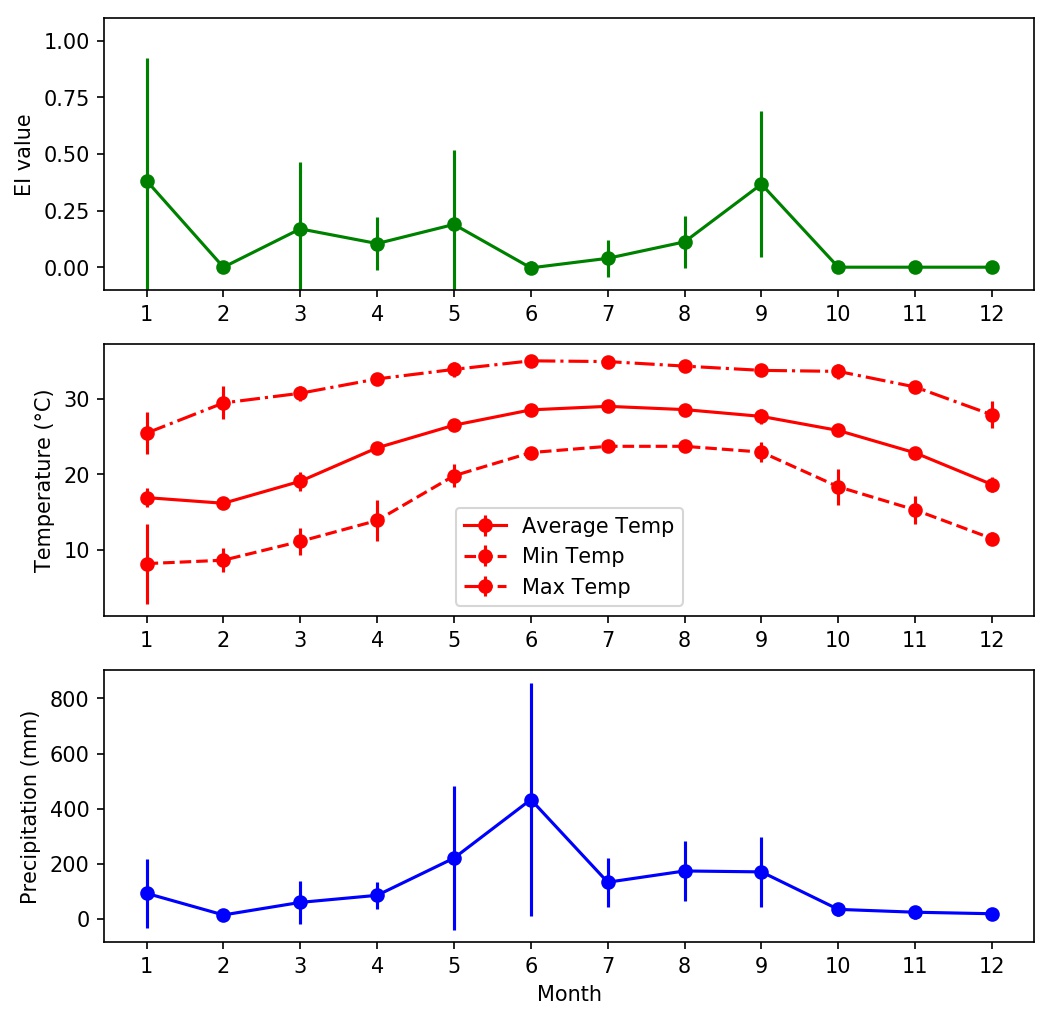 1.00
0.75
0.50
0.25
0.00
EI value
1 2 3 4 5 6 7 8 9 10 11 12
30
20
10
Temperature (°C)
Average Temp
Min Temp
Max Temp
1 2 3 4 5 6 7 8 9 10 11 12
800
600
400
200
0
Precipitation (mm)
1 2 3 4 5 6 7 8 9 10 11 12
Month